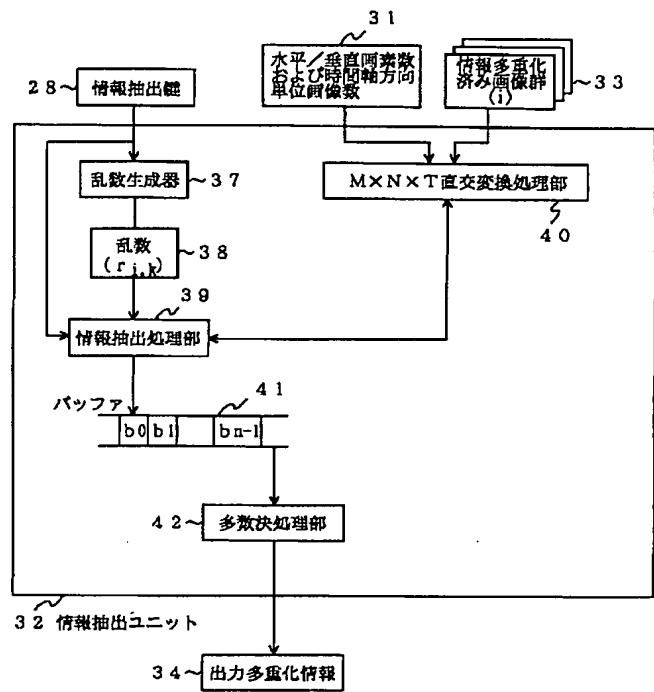 31
水平／垂直画素数
および時間軸方向
単位画像数
情報多重化
済み画像群
(i)
33
28
情報抽出鍵
乱数生成器
37
M×N×T直交変換処理部
40
乱数
(ri,k)
38
39
情報抽出処理部
バッファ
41
b0 b1 bn-1
42
多数決処理部
32 情報抽出ユニット
34
出力多重化情報